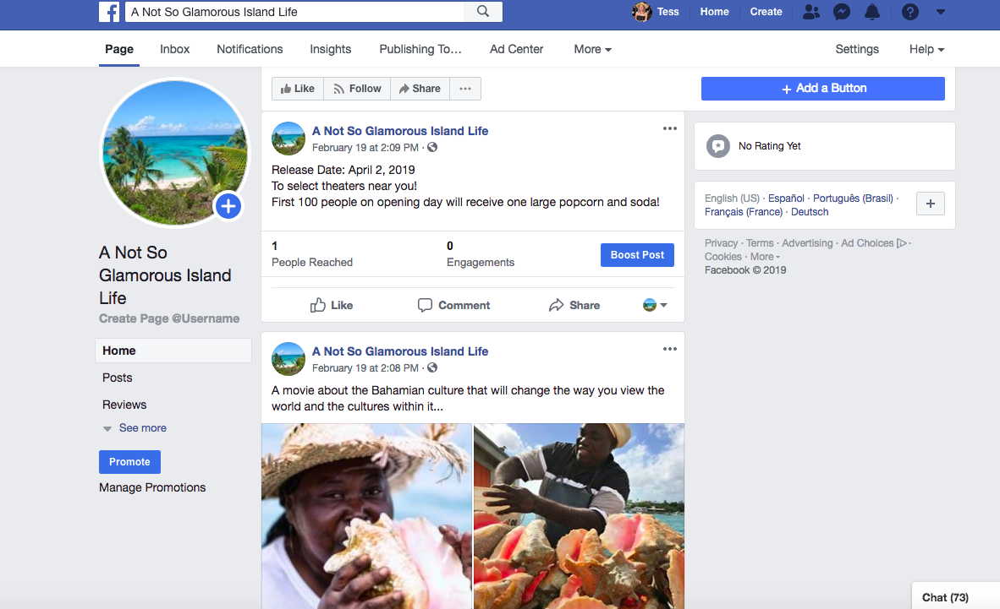 A Not So Glamorous Island Life
Tess
Home
Create
Page
Inbox
Notifications
Insights
Publishing To...
Ad Center
More
Settings
Help
Like
Follow
Share
+ Add a Button
A Not So
Glamorous Island
Life
Create Page @Username
Home
Posts
Reviews
See more
Promote
Manage Promotions
A Not So Glamorous Island Life
February 19 at 2:09 PM ·
Release Date: April 2, 2019
To select theaters near you!
First 100 people on opening day will receive one large popcorn and soda!
1
People Reached
0
Engagements
Boost Post
Like
Comment
Share
A Not So Glamorous Island Life
February 19 at 2:08 PM ·
A movie about the Bahamian culture that will change the way you view the
world and the cultures within it...
No Rating Yet
English (US) · Español · Português (Brasil) ·
Français (France) · Deutsch
Privacy · Terms · Advertising · Ad Choices ·
Cookies · More
Facebook © 2019
Chat (73)